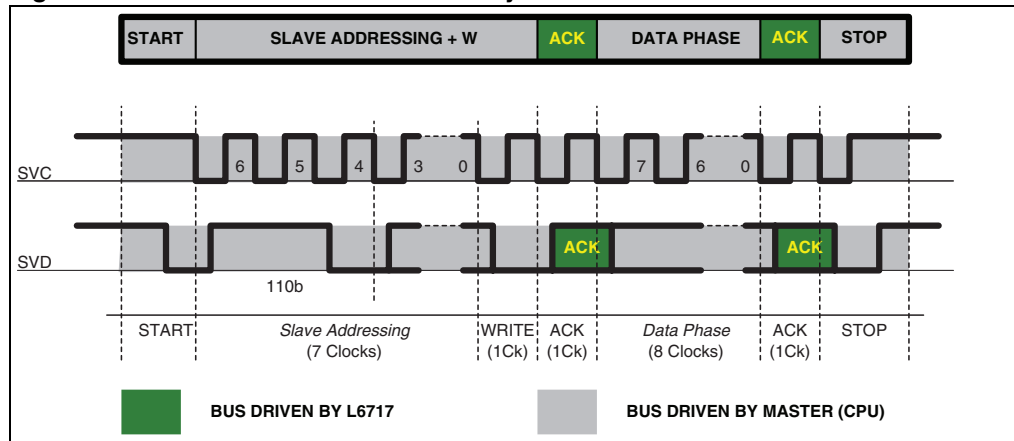 START SLAVE ADDRESSING + W ACK DATA PHASE ACK STOP
6 5 4 3 0 7 6 0
SVC
ACK ACK
SVD
110b
START Slave Addressing WRITE ACK Data Phase ACK STOP
(7 Clocks) (1Ck) (1Ck) (8 Clocks) (1Ck)
BUS DRIVEN BY L6717 BUS DRIVEN BY MASTER (CPU)